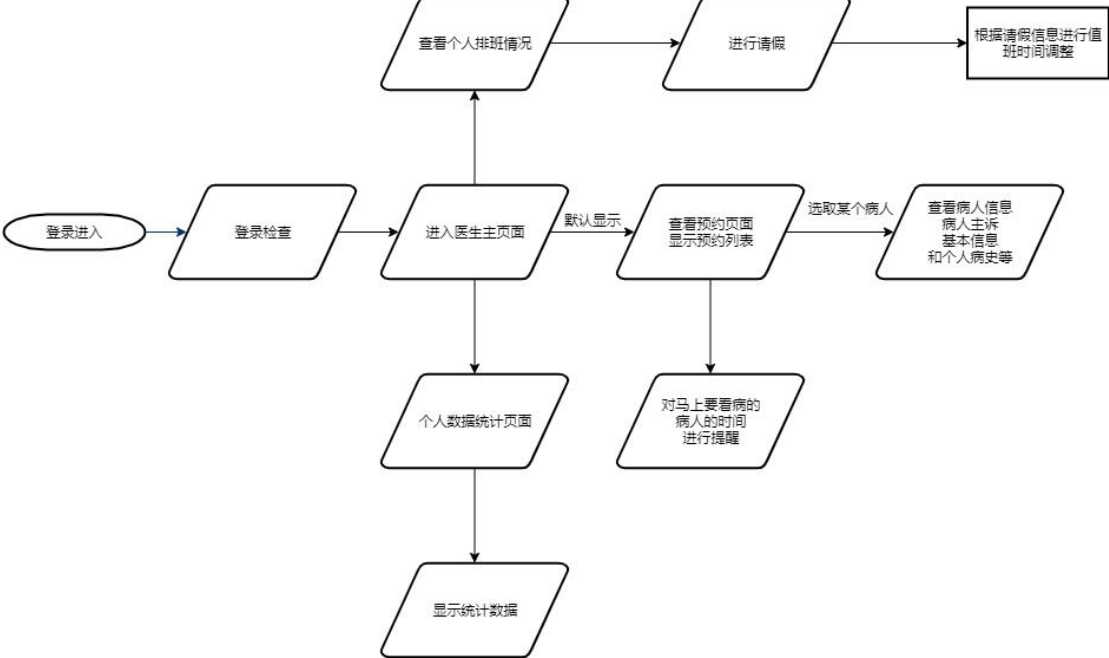 查看个人排班情况
进行请假
根据请假信息进行值
班时间调整
登录进入
登录检查
进入医生主页面
默认显示
查看预约页面
显示预约列表
选取某个病人
查看病人信息
病人主诉
基本信息
和个人病史等
个人数据统计页面
对马上要看病的
病人的时间
进行提醒
显示统计数据